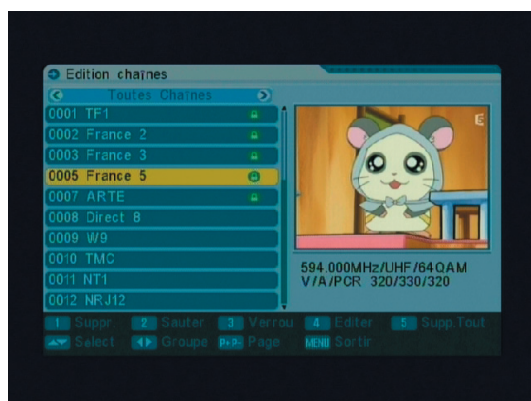 Edition chaînes
Toutes Chaînes
0001 TF1
0002 France 2
0003 France 3
0005 France 5
0007 ARTE
0008 Direct 8
0009 W9
0010 TMC
0011 NT1
0012 NRJ12
594.000MHz/UHF/64QAM
V/A/PCR 320/330/320
1 Suppr 2 Sauter 3 Verrou 4 Editer 5 Supp.Tout
Select Groupe P+P- Page MENU Sortir